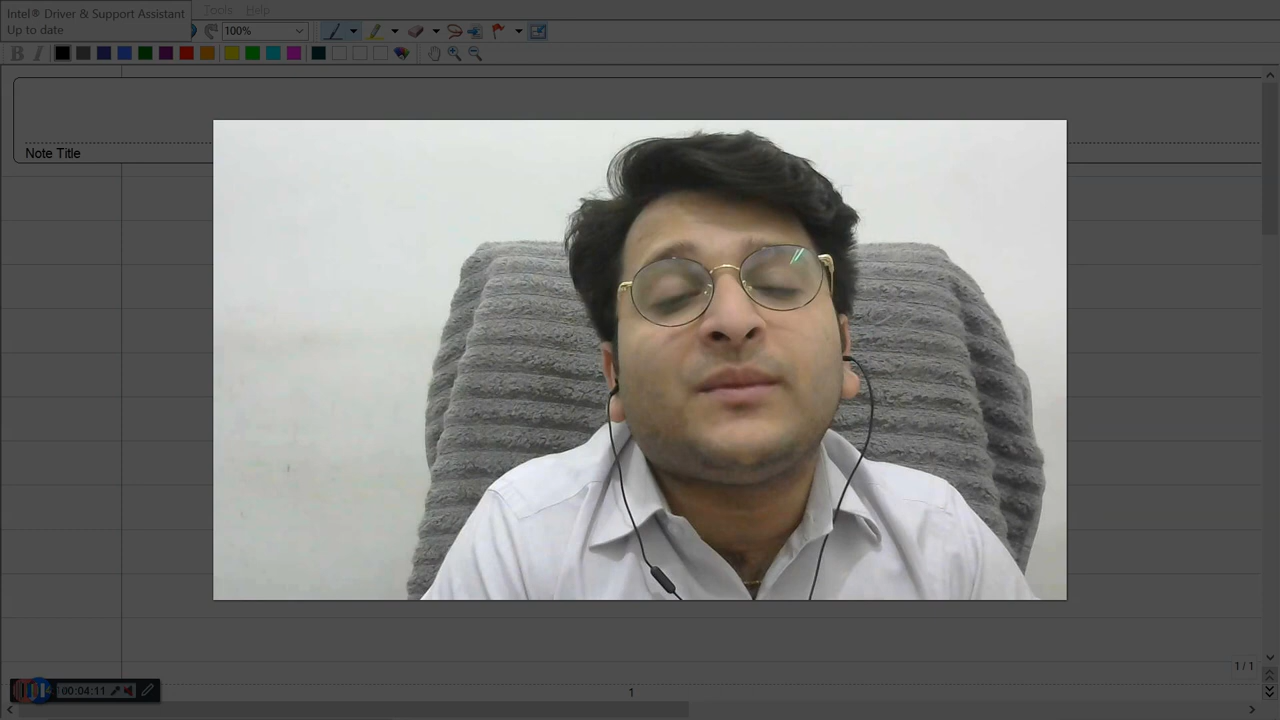 Intel® Driver & Support Assistant
Up to date
Tools
Help
100%
B I
Note Title
1/1
00:04:11
1